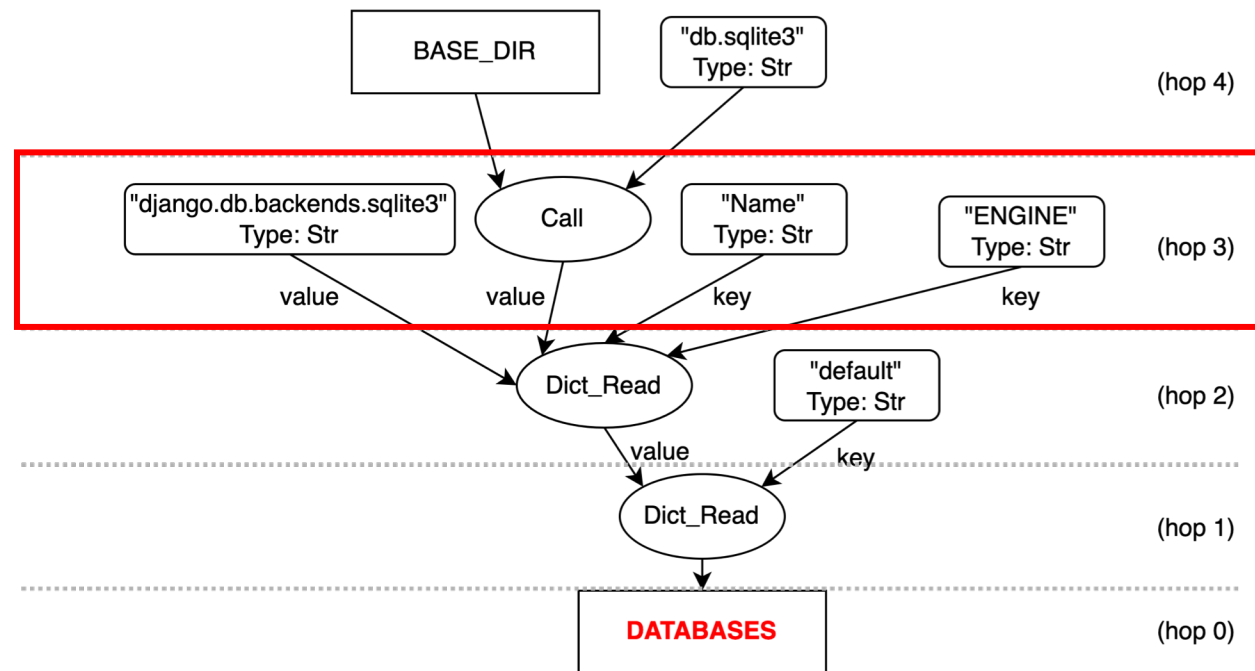 BASE_DIR
"db.sqlite3"
Type: Str
(hop 4)
"django.db.backends.sqlite3"
Type: Str
Call
"Name"
Type: Str
"ENGINE"
Type: Str
(hop 3)
value
value
key
key
Dict_Read
"default"
Type: Str
(hop 2)
value
key
Dict_Read
(hop 1)
DATABASES
(hop 0)